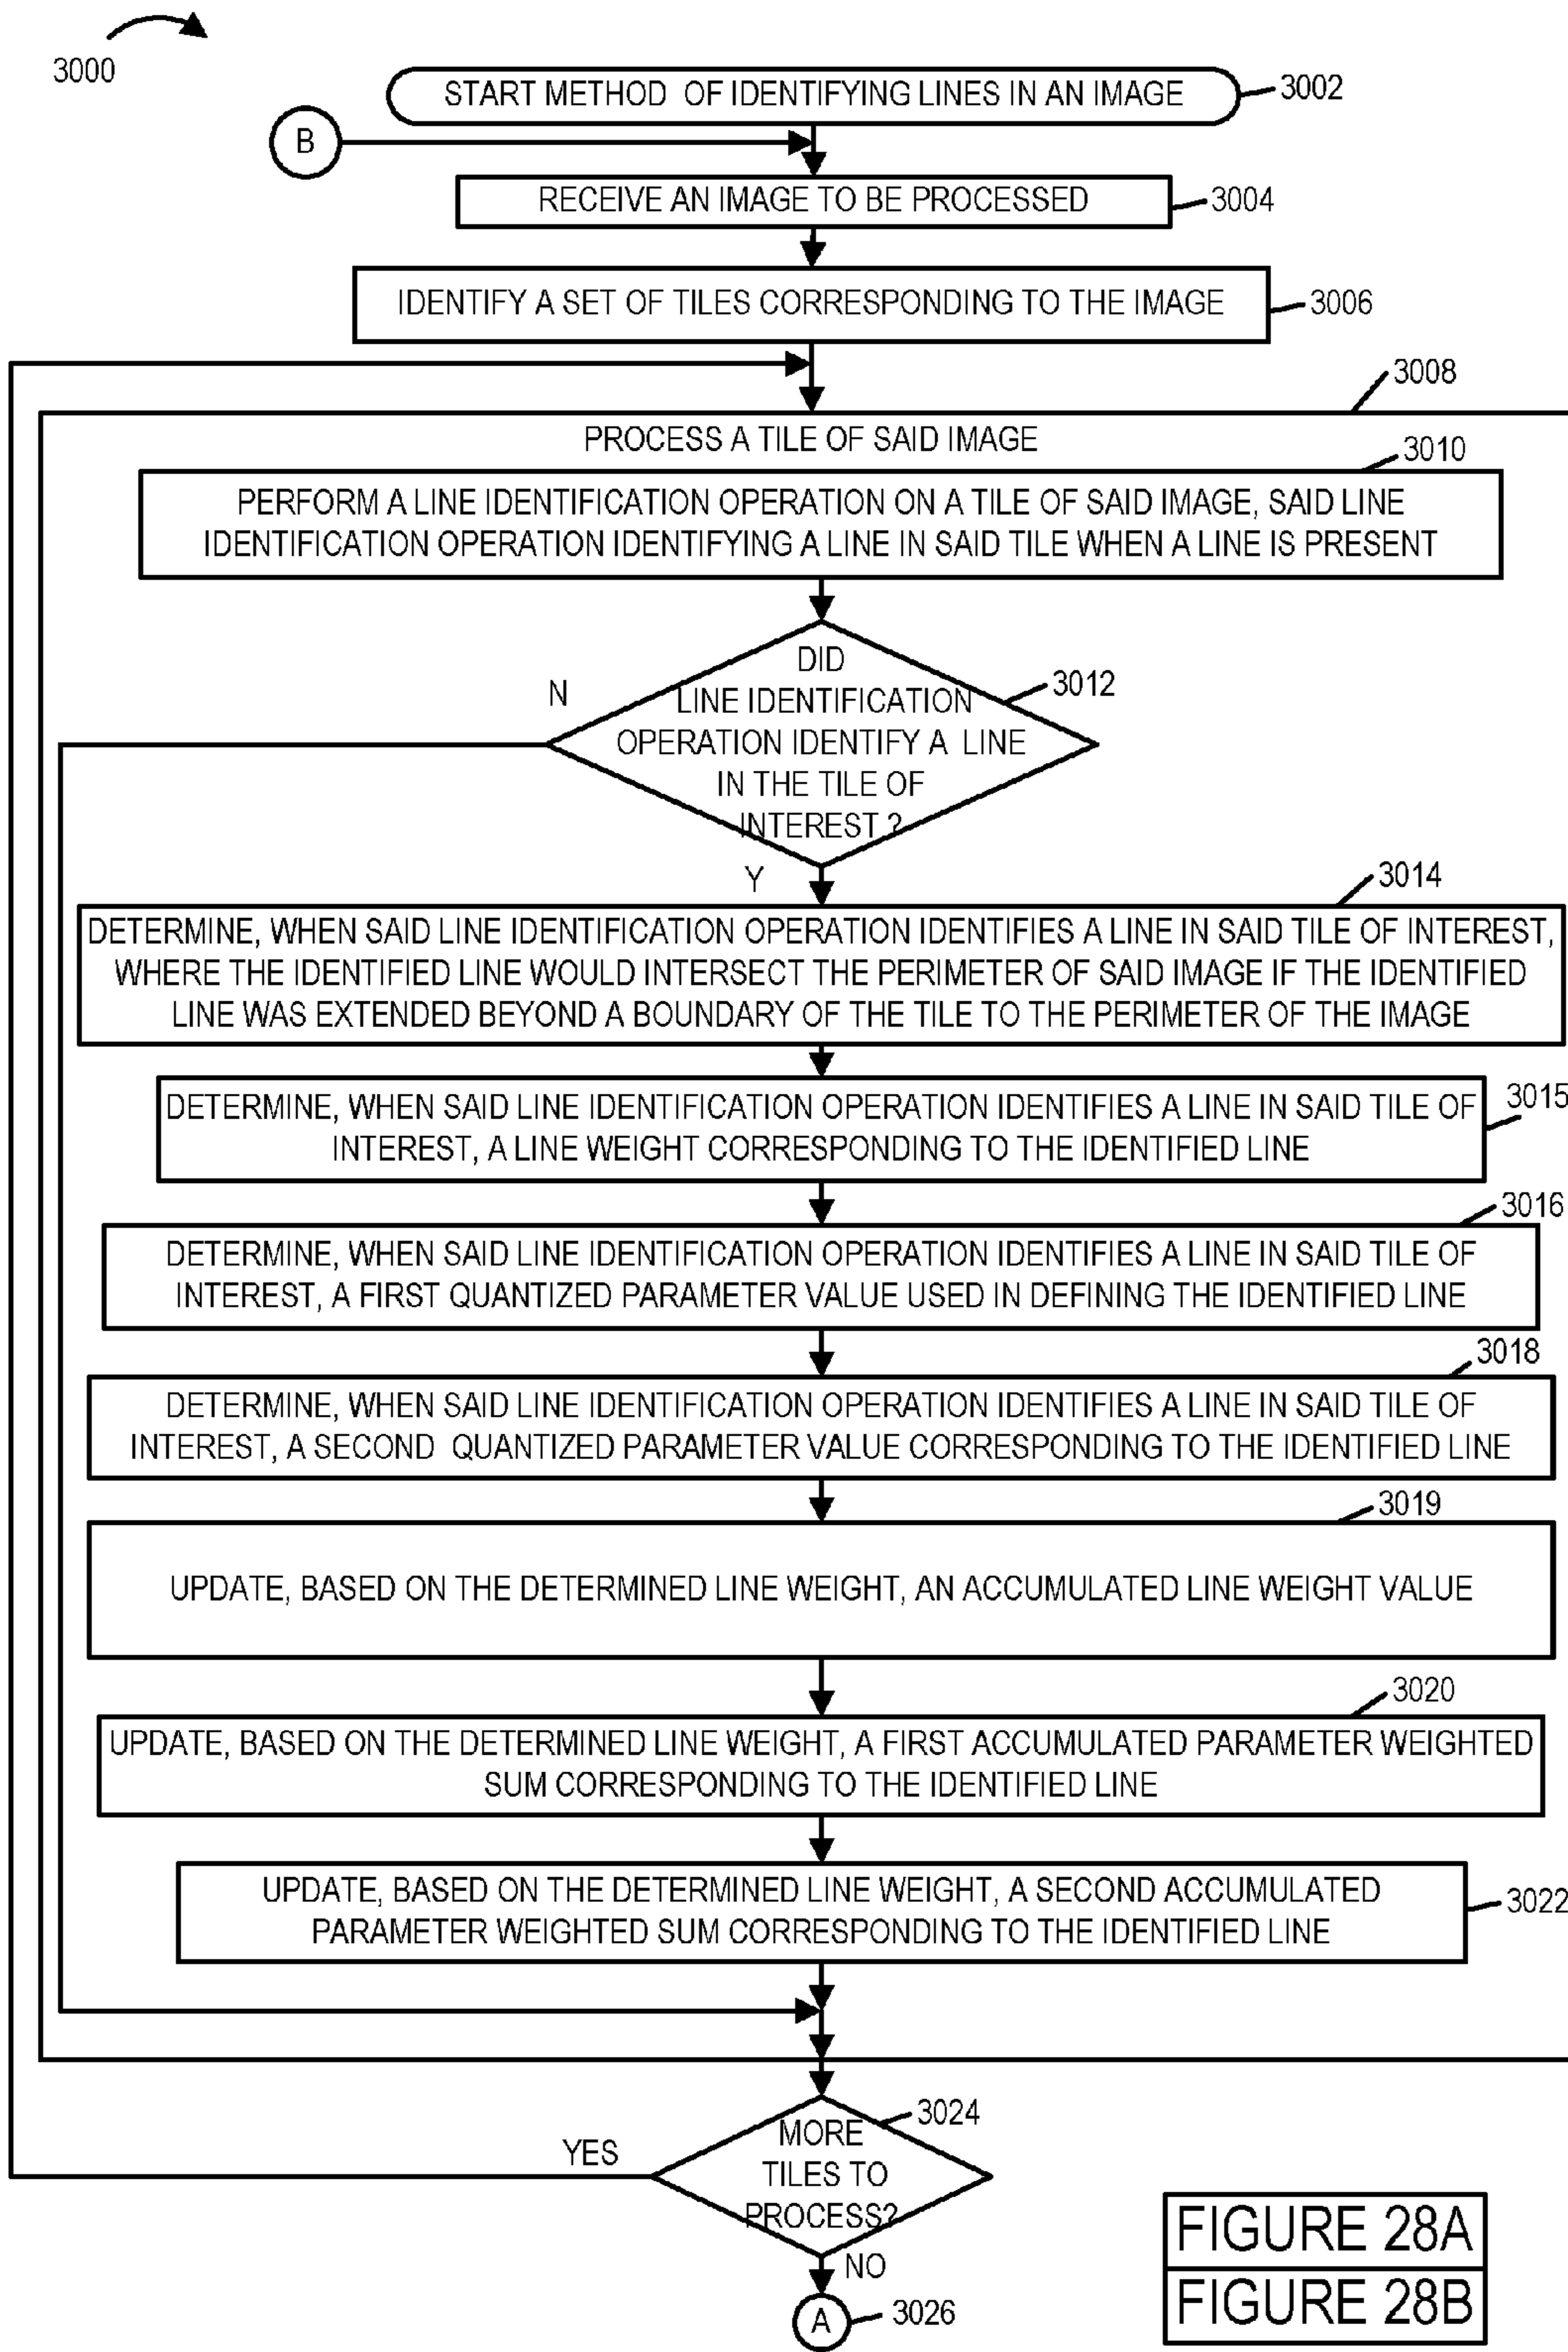 3000
START METHOD OF IDENTIFYING LINES IN AN IMAGE
3002
B
RECEIVE AN IMAGE TO BE PROCESSED
3004
IDENTIFY A SET OF TILES CORRESPONDING TO THE IMAGE
3006
3008
PROCESS A TILE OF SAID IMAGE
3010
PERFORM A LINE IDENTIFICATION OPERATION ON A TILE OF SAID IMAGE, SAID LINE
IDENTIFICATION OPERATION IDENTIFYING A LINE IN SAID TILE WHEN A LINE IS PRESENT
DID
LINE IDENTIFICATION
OPERATION IDENTIFY A LINE
IN THE TILE OF
INTEREST ?
3012
N
Y
3014
DETERMINE, WHEN SAID LINE IDENTIFICATION OPERATION IDENTIFIES A LINE IN SAID TILE OF INTEREST,
WHERE THE IDENTIFIED LINE WOULD INTERSECT THE PERIMETER OF SAID IMAGE IF THE IDENTIFIED
LINE WAS EXTENDED BEYOND A BOUNDARY OF THE TILE TO THE PERIMETER OF THE IMAGE
3015
DETERMINE, WHEN SAID LINE IDENTIFICATION OPERATION IDENTIFIES A LINE IN SAID TILE OF
INTEREST, A LINE WEIGHT CORRESPONDING TO THE IDENTIFIED LINE
3016
DETERMINE, WHEN SAID LINE IDENTIFICATION OPERATION IDENTIFIES A LINE IN SAID TILE OF
INTEREST, A FIRST QUANTIZED PARAMETER VALUE USED IN DEFINING THE IDENTIFIED LINE
3018
DETERMINE, WHEN SAID LINE IDENTIFICATION OPERATION IDENTIFIES A LINE IN SAID TILE OF
INTEREST, A SECOND QUANTIZED PARAMETER VALUE CORRESPONDING TO THE IDENTIFIED LINE
3019
UPDATE, BASED ON THE DETERMINED LINE WEIGHT, AN ACCUMULATED LINE WEIGHT VALUE
3020
UPDATE, BASED ON THE DETERMINED LINE WEIGHT, A FIRST ACCUMULATED PARAMETER WEIGHTED
SUM CORRESPONDING TO THE IDENTIFIED LINE
UPDATE, BASED ON THE DETERMINED LINE WEIGHT, A SECOND ACCUMULATED
PARAMETER WEIGHTED SUM CORRESPONDING TO THE IDENTIFIED LINE
3022
3024
MORE
TILES TO
PROCESS?
YES
NO
A
3026
FIGURE 28A
FIGURE 28B